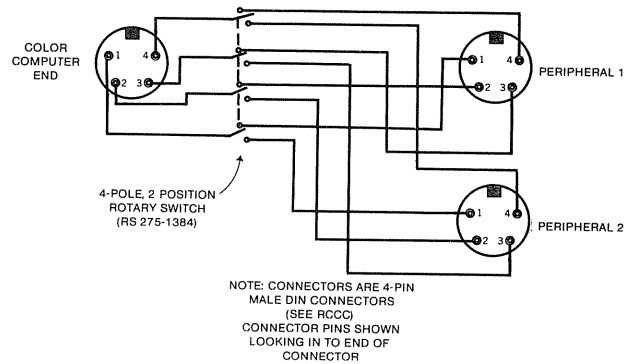 COLOR
COMPUTER
END
1 4
2 3
1 4
2 3
PERIPHERAL 1
4-POLE, 2 POSITION
ROTARY SWITCH
(RS 275-1384)
1 4
2 3
PERIPHERAL 2
NOTE: CONNECTORS ARE 4-PIN
MALE DIN CONNECTORS
(SEE RCCC)
CONNECTOR PINS SHOWN
LOOKING IN TO END OF
CONNECTOR